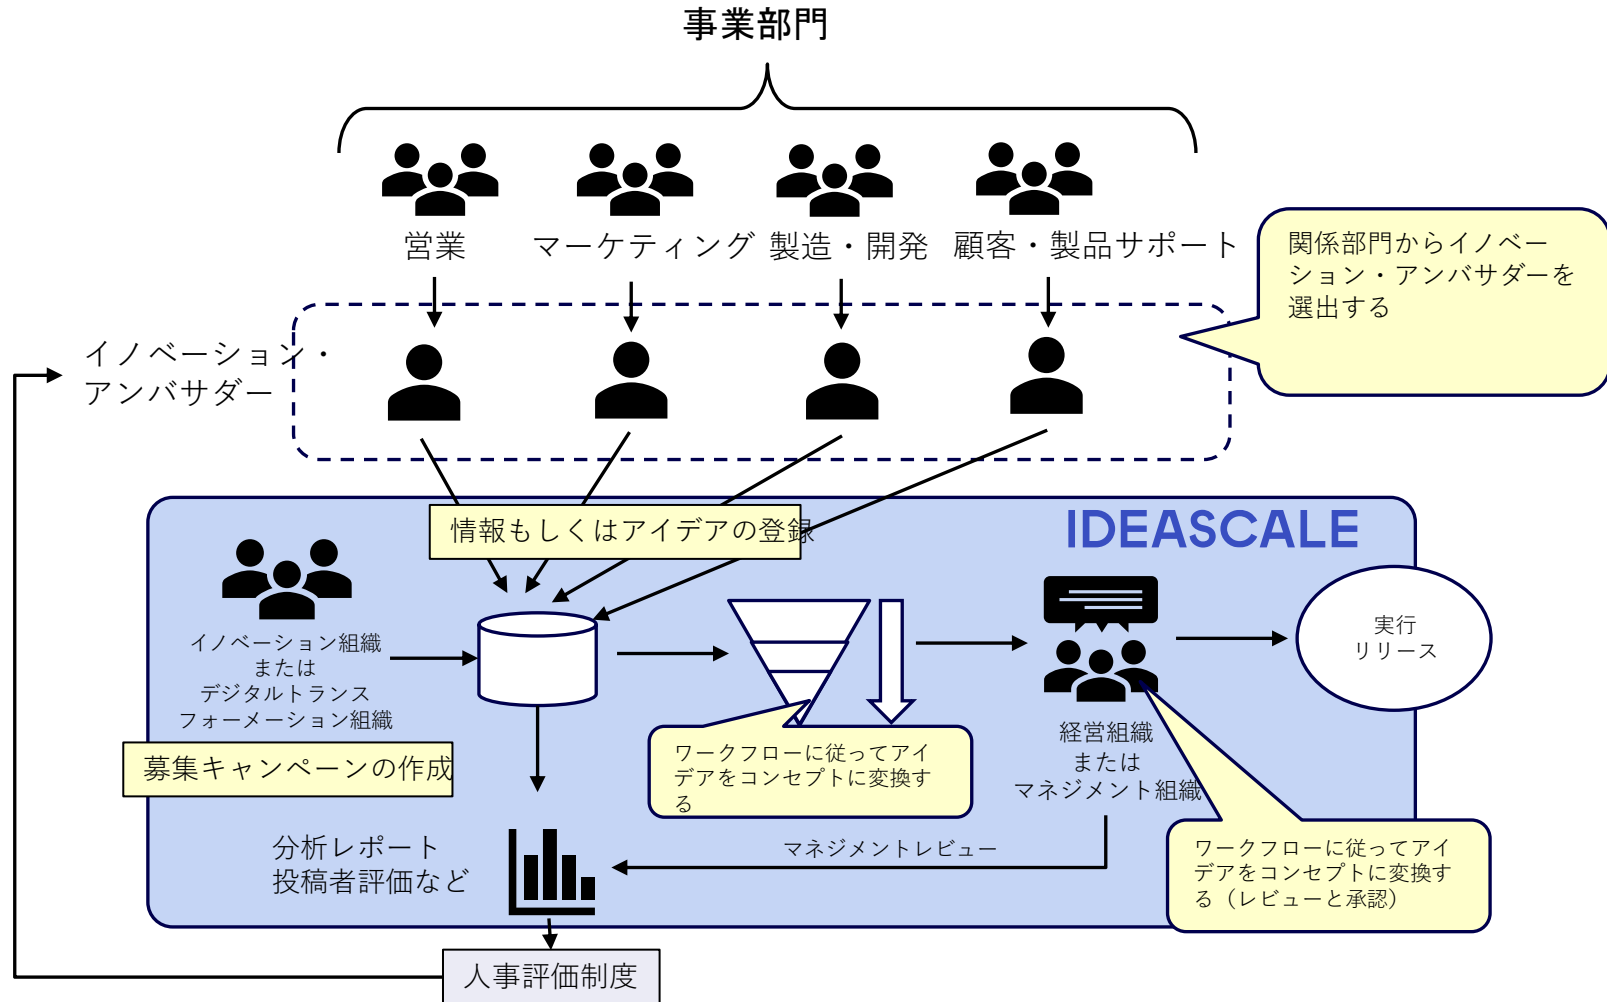 事業部門
営業
マーケティング
製造・開発
顧客・製品サポート
関係部門からイノベー
ション・アンバサダーを
選出する
イノベーション・
アンバサダー
情報もしくはアイデアの登録
IDEASCALE
イノベーション組織
または
デジタルトランス
フォーメーション組織
実行
リリース
募集キャンペーンの作成
ワークフローに従ってアイ
デアをコンセプトに変換す
る
経営組織
または
マネジメント組織
分析レポート
投稿者評価など
マネジメントレビュー
ワークフローに従ってアイ
デアをコンセプトに変換す
る（レビューと承認）
人事評価制度